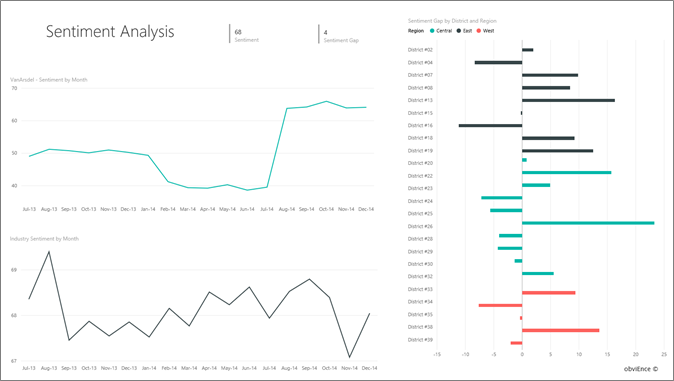 Sentiment Analysis
68
Sentiment
4
Sentiment Gap
VanArsdel - Sentiment by Month
70
60
50
40
Jul-13 Aug-13 Sep-13 Oct-13 Nov-13 Dec-13 Jan-14 Feb-14 Mar-14 Apr-14 May-14 Jun-14 Jul-14 Aug-14 Sep-14 Oct-14 Nov-14 Dec-14
Industry Sentiment by Month
69
68
67
Jul-13 Aug-13 Sep-13 Oct-13 Nov-13 Dec-13 Jan-14 Feb-14 Mar-14 Apr-14 May-14 Jun-14 Jul-14 Aug-14 Sep-14 Oct-14 Nov-14 Dec-14
Sentiment Gap by District and Region
Region Central East West
District #02
District #04
District #07
District #08
District #13
District #15
District #16
District #18
District #19
District #20
District #22
District #23
District #24
District #25
District #26
District #28
District #29
District #30
District #32
District #33
District #34
District #35
District #38
District #39
-15 -10 -5 0 5 10 15 20 25
obviEnce ©